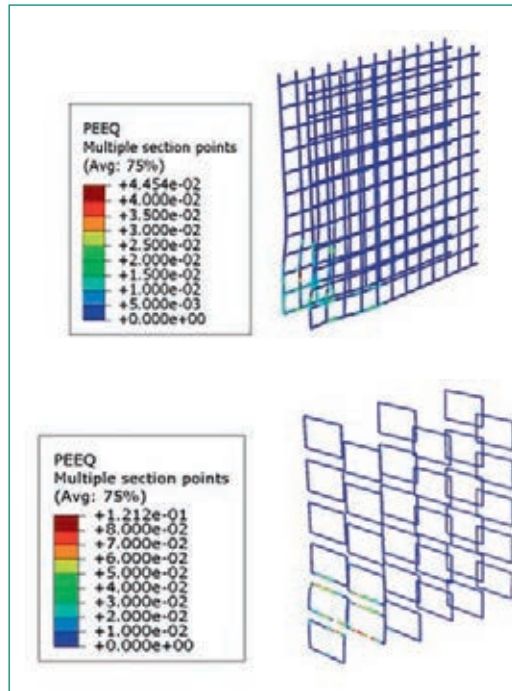 PEEQ
Multiple section points
(Avg: 75%)
+4.454e-02
+4.000e-02
+3.500e-02
+3.000e-02
+2.500e-02
+2.000e-02
+1.500e-02
+1.000e-02
+5.000e-03
+0.000e+00
PEEQ
Multiple section points
(Avg: 75%)
+1.212e-01
+8.000e-02
+7.000e-02
+6.000e-02
+5.000e-02
+4.000e-02
+3.000e-02
+2.000e-02
+1.000e-02
+0.000e+00